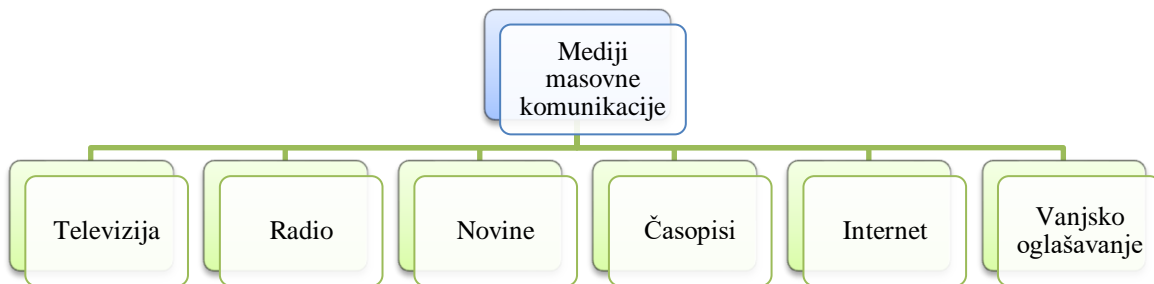 Mediji
masovne
komunikacije
Televizija
Radio
Novine
Časopisi
Internet
Vanjsko
oglašavanje